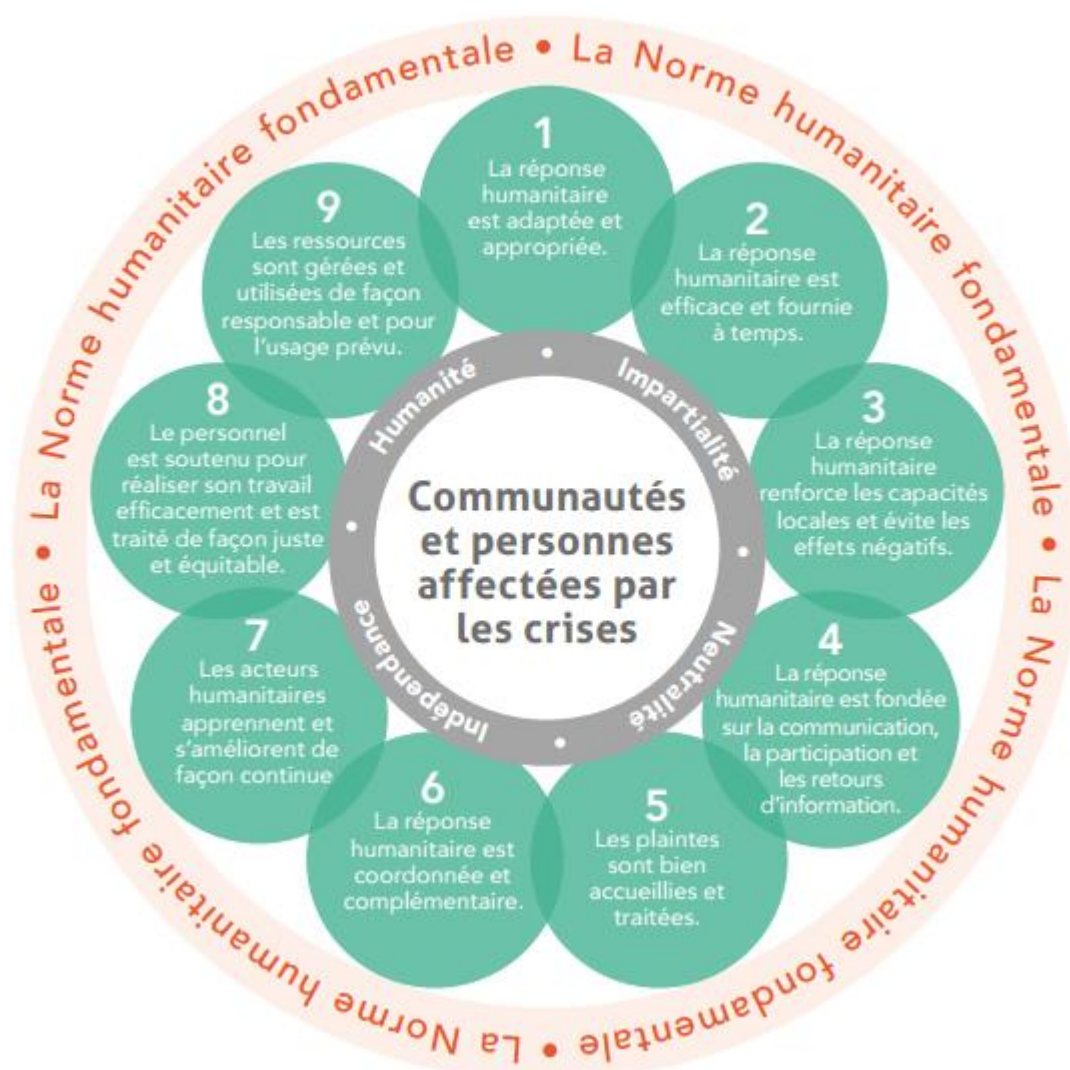 La Norme humanitaire fondamentale • La Norme humanitaire fondamentale • La Norme humanitaire fondamentale • La Norme humanitaire fondamentale •
1
La réponse
humanitaire
est adaptée et
appropriée.
2
La réponse
humanitaire est
efficace et fournie
à temps.
3
La réponse
humanitaire
renforce les capacités
locales et évite les
effets négatifs.
4
La réponse
humanitaire est fondée
sur la communication,
la participation et
les retours
d'information.
5
Les plaintes
sont bien
accueillies et
traitées.
6
La réponse
humanitaire est
coordonnée et
complémentaire.
7
Les acteurs
humanitaires
apprennent et
s'améliorent de
façon continue
8
Le personnel
est soutenu pour
réaliser son travail
efficacement et est
traité de façon juste
et équitable.
9
Les ressources
sont gérées et
utilisées de façon
responsable et pour
l'usage prévu.
Humanité • Impartialité • Neutralité • Indépendance •
Communautés
et personnes
affectées par
les crises